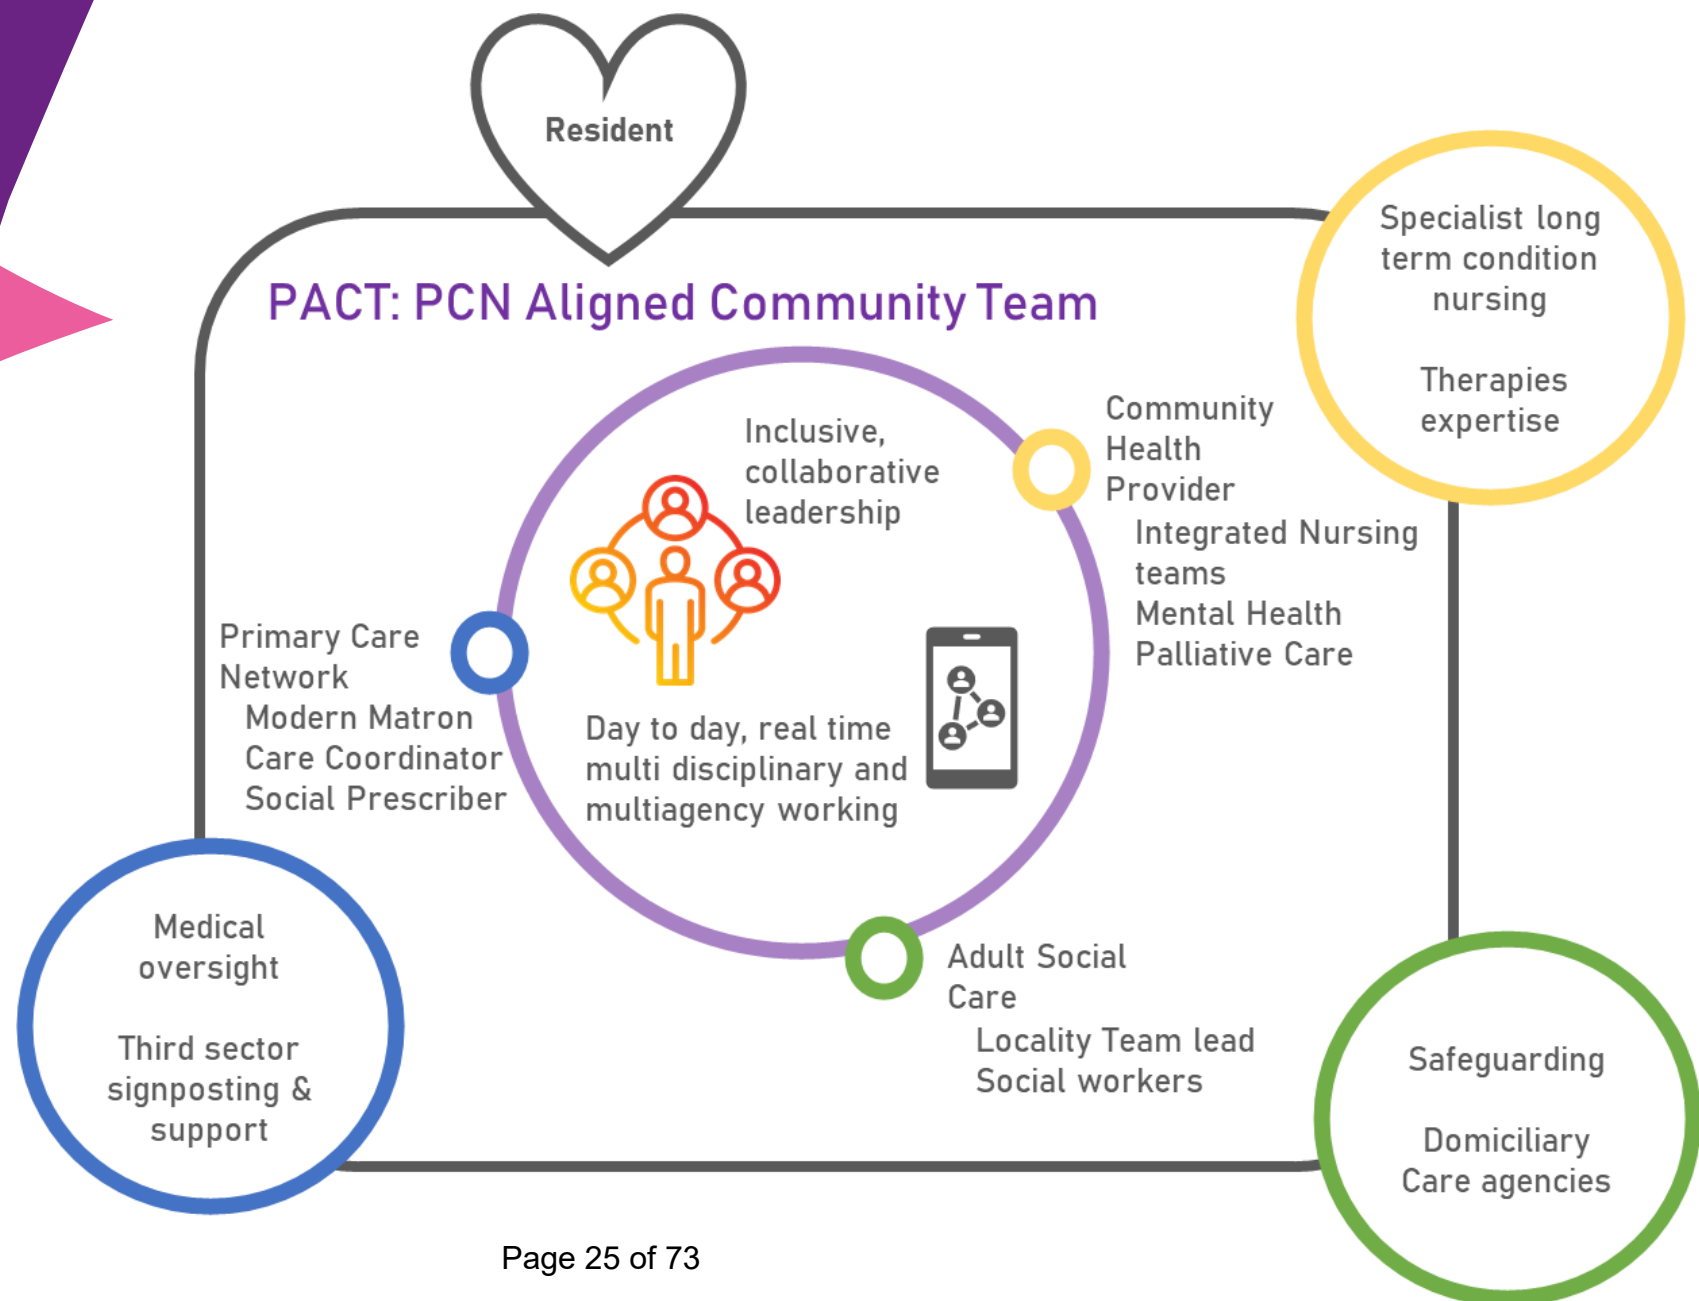 Resident
PACT: PCN Aligned Community Team
Specialist long
term condition
nursing
Therapies
expertise
Inclusive,
collaborative
leadership
Community
Health
Provider
Integrated Nursing
teams
Mental Health
Palliative Care
Primary Care
Network
Modern Matron
Care Coordinator
Social Prescriber
Day to day, real time
multi disciplinary and
multiagency working
Medical
oversight
Third sector
signposting &
support
Adult Social
Care
Locality Team lead
Social workers
Safeguarding
Domiciliary
Care agencies
Page 25 of 73